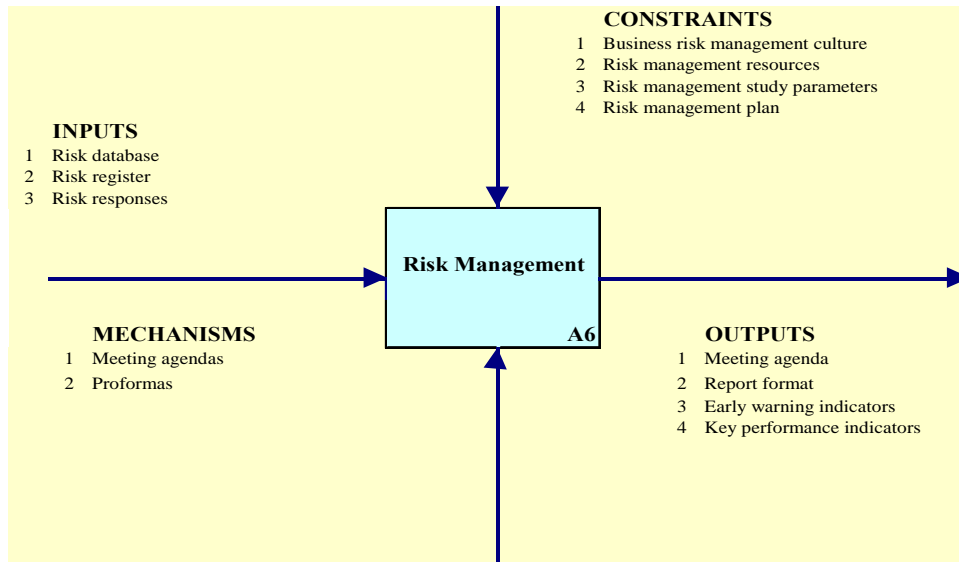 CONSTRAINTS
1 Business risk management culture
2 Risk management resources
3 Risk management study parameters
4 Risk management plan
INPUTS
1 Risk database
2 Risk register
3 Risk responses
Risk Management
A6
MECHANISMS
1 Meeting agendas
2 Proformas
OUTPUTS
1 Meeting agenda
2 Report format
3 Early warning indicators
4 Key performance indicators